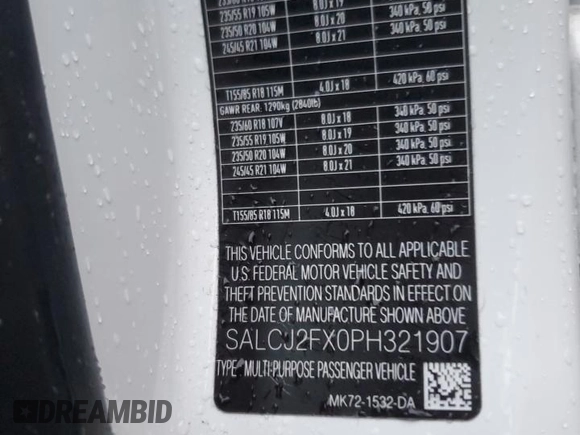 235/55 R19 105W 8.0J x 19 340 kPa, 50 psi
235/50 R20 104W 8.0J x 20 340 kPa, 50 psi
245/45 R21 104W 8.0J x 21 340 kPa, 50 psi
T155/85 R18 115M 4.0J x 18 420 kPa, 60 psi
GAWR REAR: 1290kg (2840lb)
235/60 R18 107V 8.0J x 18 340 kPa, 50 psi
235/55 R19 105W 8.0J x 19 340 kPa, 50 psi
235/50 R20 104W 8.0J x 20 340 kPa, 50 psi
245/45 R21 104W 8.0J x 21 340 kPa, 50 psi
T155/85 R18 115M 4.0J x 18 420 kPa, 60 psi
THIS VEHICLE CONFORMS TO ALL APPLICABLE
U.S. FEDERAL MOTOR VEHICLE SAFETY AND
THEFT PREVENTION STANDARDS IN EFFECT ON
THE DATE OF MANUFACTURE SHOWN ABOVE
SALCJ2FX0PH321907
TYPE: MULTI-PURPOSE PASSENGER VEHICLE
MK72-1532-DA
DREAMBID